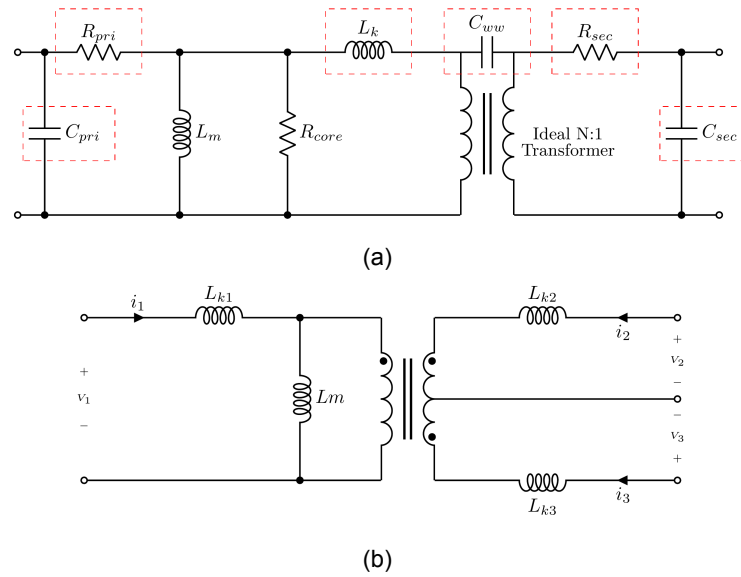 R_pri L_k C_ww R_sec
C_pri L_m R_core Ideal N:1 Transformer C_sec
(a)
i_1 L_k1 L_k2
+ i_2 +
V_1 Lm V_2
− −
−
V_3
i_3 +
L_k3
(b)